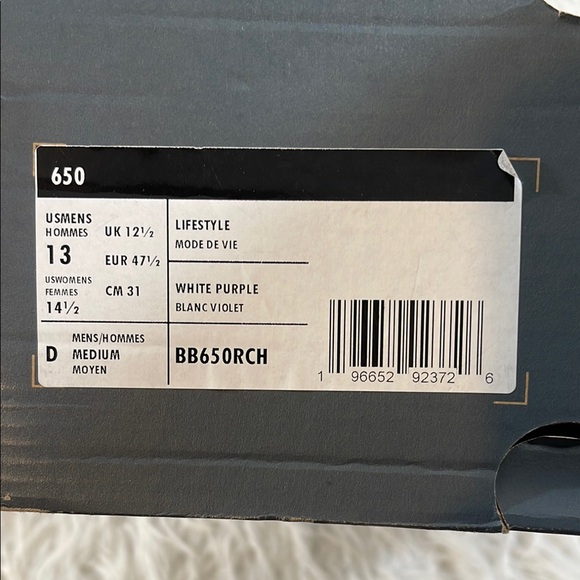 650
USMENS
HOMMES
13
USWOMENS
FEMMES
14½
UK 12½
EUR 47½
CM 31
LIFESTYLE
MODE DE VIE
WHITE PURPLE
BLANC VIOLET
D
MENS/HOMMES
MEDIUM
MOYEN
BB650RCH
1 96652 92372 6